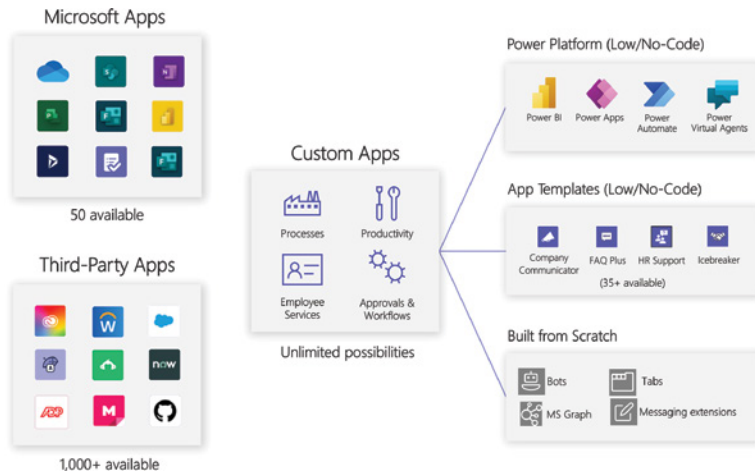 Microsoft Apps
50 available
Third-Party Apps
now
ADP
1,000+ available
Custom Apps
Processes
Productivity
Employee
Services
Approvals &
Workflows
Unlimited possibilities
Power Platform (Low/No-Code)
Power BI
Power Apps
Power
Automate
Power
Virtual Agents
App Templates (Low/No-Code)
Company
Communicator
FAQ Plus
HR Support
Icebreaker
(35+ available)
Built from Scratch
Bots
Tabs
MS Graph
Messaging extensions